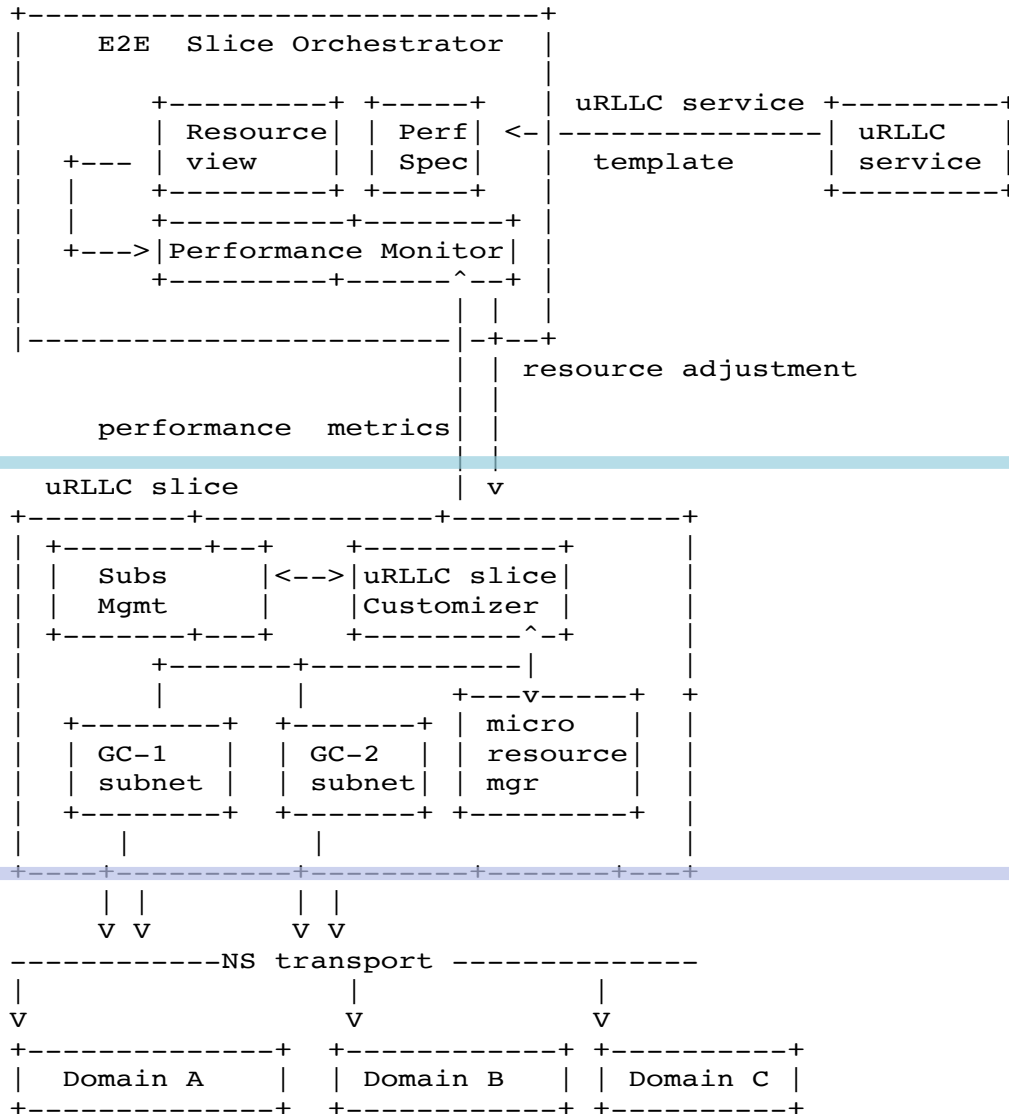 E2E Slice Orchestrator
uRLLC service
Resource Perf uRLLC
view Spec template service
Performance Monitor
resource adjustment
performance metrics
uRLLC slice
Subs uRLLC slice
Mgmt Customizer
micro
GC-1 GC-2 resource
subnet subnet mgr
NS transport
Domain A Domain B Domain C